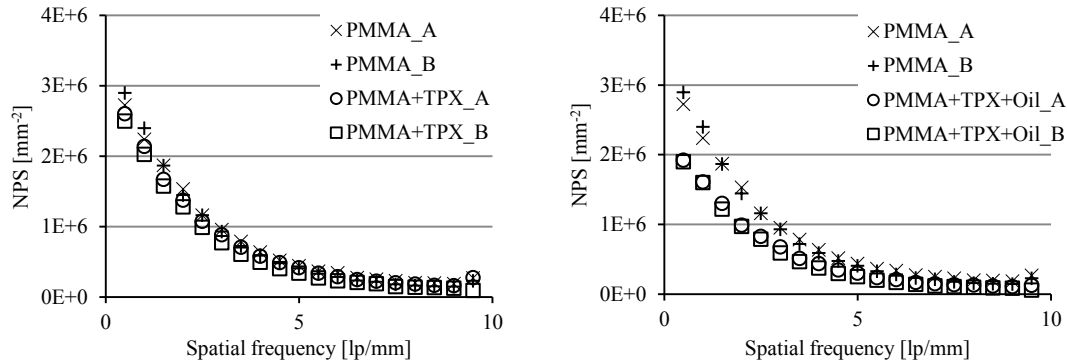 4E+6
3E+6
2E+6
1E+6
0E+0
NPS [mm⁻²]
×PMMA_A
+PMMA_B
○PMMA+TPX_A
□PMMA+TPX_B
0 5 10
Spatial frequency [lp/mm]
4E+6
3E+6
2E+6
1E+6
0E+0
NPS [mm⁻²]
×PMMA_A
+PMMA_B
○PMMA+TPX+Oil_A
□PMMA+TPX+Oil_B
0 5 10
Spatial frequency [lp/mm]